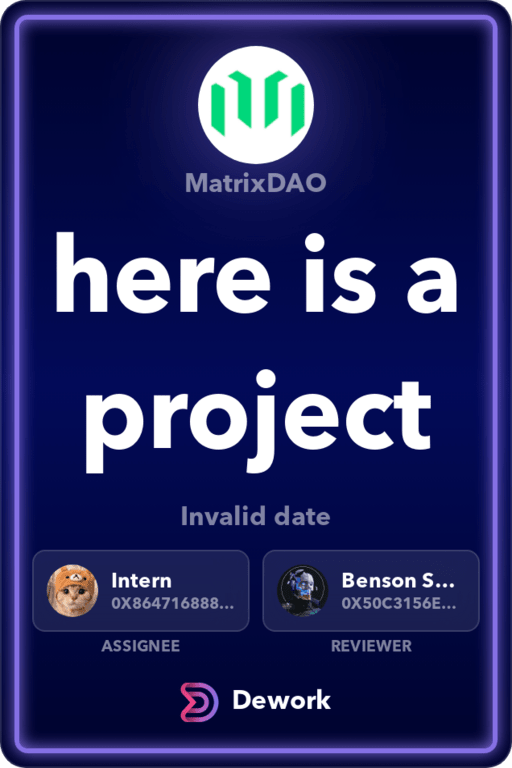 MatrixDAO
here is a
project
Invalid date
Intern
0X864716888...
ASSIGNEE
Benson S...
0X50C3156E...
REVIEWER
Dework